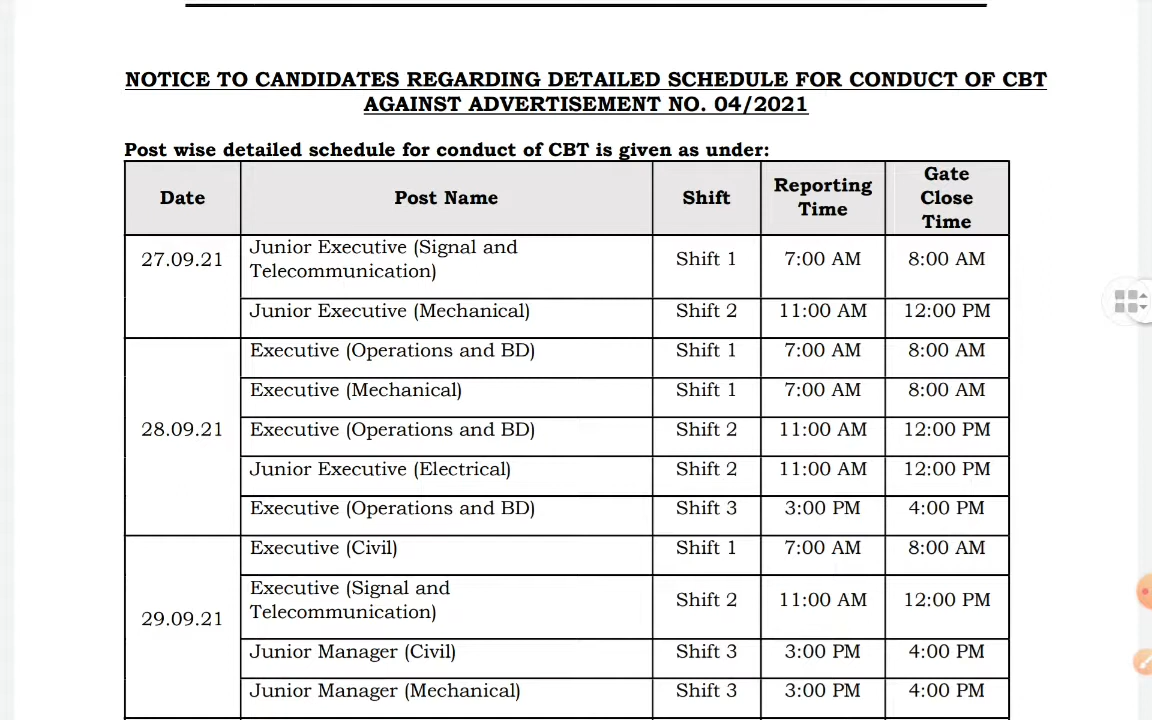 NOTICE TO CANDIDATES REGARDING DETAILED SCHEDULE FOR CONDUCT OF CBT
AGAINST ADVERTISEMENT NO. 04/2021
Post wise detailed schedule for conduct of CBT is given as under:
Date Post Name Shift Reporting Time Gate Close Time
27.09.21 Junior Executive (Signal and Telecommunication) Shift 1 7:00 AM 8:00 AM
Junior Executive (Mechanical) Shift 2 11:00 AM 12:00 PM
28.09.21 Executive (Operations and BD) Shift 1 7:00 AM 8:00 AM
Executive (Mechanical) Shift 1 7:00 AM 8:00 AM
Executive (Operations and BD) Shift 2 11:00 AM 12:00 PM
Junior Executive (Electrical) Shift 2 11:00 AM 12:00 PM
Executive (Operations and BD) Shift 3 3:00 PM 4:00 PM
29.09.21 Executive (Civil) Shift 1 7:00 AM 8:00 AM
Executive (Signal and Telecommunication) Shift 2 11:00 AM 12:00 PM
Junior Manager (Civil) Shift 3 3:00 PM 4:00 PM
Junior Manager (Mechanical) Shift 3 3:00 PM 4:00 PM